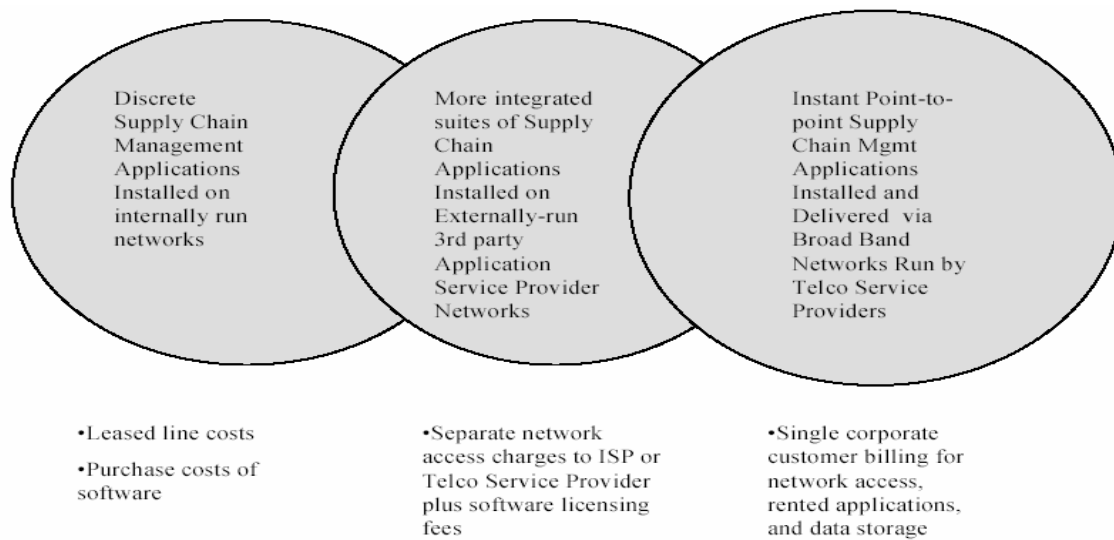 Discrete
Supply Chain
Management
Applications
Installed on
internally run
networks
More integrated
suites of Supply
Chain
Applications
Installed on
Externally-run
3rd party
Application
Service Provider
Networks
Instant Point-to-
point Supply
Chain Mgmt
Applications
Installed and
Delivered via
Broad Band
Networks Run by
Telco Service
Providers
•Leased line costs
•Purchase costs of
software
•Separate network
access charges to ISP or
Telco Service Provider
plus software licensing
fees
•Single corporate
customer billing for
network access,
rented applications,
and data storage